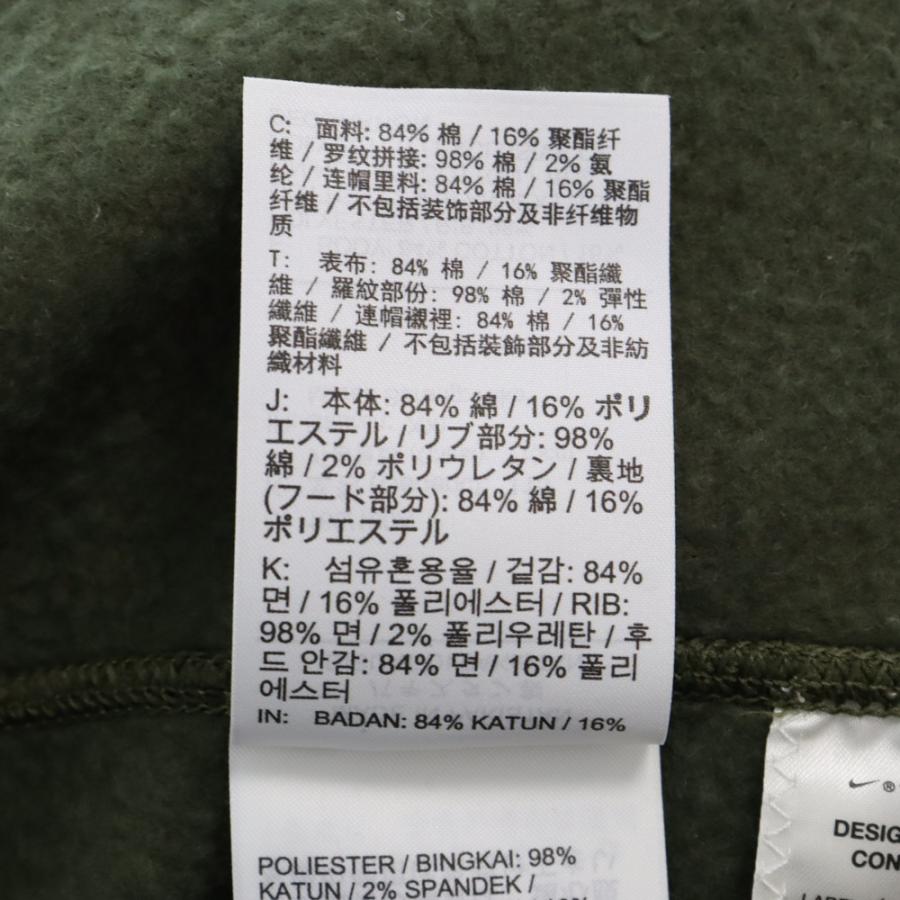 C: 面料: 84% 棉 / 16% 聚酯纤
维 / 罗纹拼接: 98% 棉 / 2% 氨
纶 / 连帽里料: 84% 棉 / 16% 聚酯
纤维 / 不包括装饰部分及非纤维物
质
T: 表布: 84% 棉 / 16% 聚酯纖
維 / 羅紋部份: 98% 棉 / 2% 彈性
纖維 / 連帽襯裡: 84% 棉 / 16%
聚酯纖維 / 不包括裝飾部分及非紡
織材料
J: 本体: 84% 綿 / 16% ポリ
エステル / リブ部分: 98%
綿 / 2% ポリウレタン / 裏地
(フード部分): 84% 綿 / 16%
ポリエステル
K: 섬유혼용율 / 겉감: 84%
면 / 16% 폴리에스터 / RIB:
98% 면 / 2% 폴리우레탄 / 후
드 안감: 84% 면 / 16% 폴리
에스터
IN: BADAN: 84% KATUN / 16%
POLIESTER / BINGKAI: 98%
KATUN / 2% SPANDEK /
®
DESIG
CON